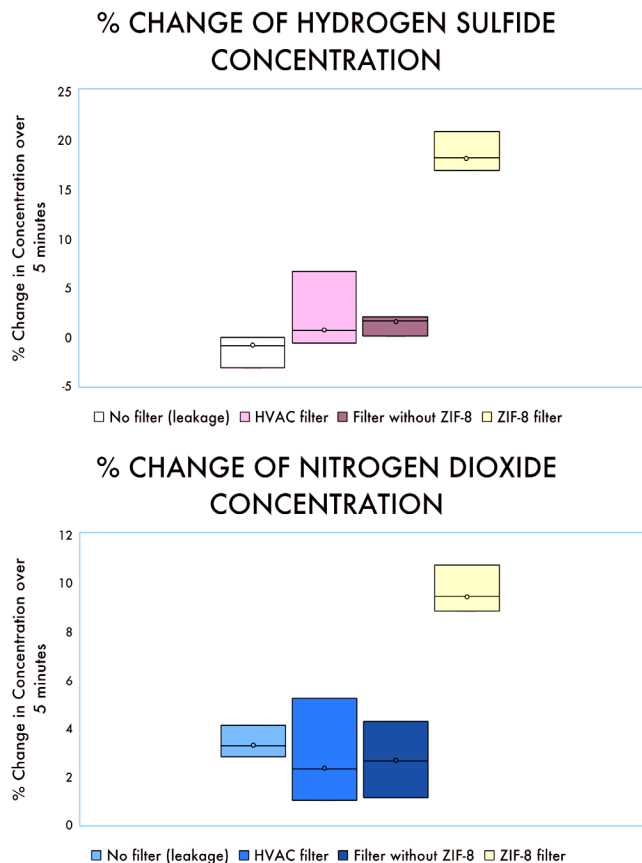 % CHANGE OF HYDROGEN SULFIDE
CONCENTRATION
% Change in Concentration over
5 minutes
25
20
15
10
5
0
-5
No filter (leakage) HVAC filter Filter without ZIF-8 ZIF-8 filter
% CHANGE OF NITROGEN DIOXIDE
CONCENTRATION
% Change in Concentration over
5 minutes
12
10
8
6
4
2
0
No filter (leakage) HVAC filter Filter without ZIF-8 ZIF-8 filter